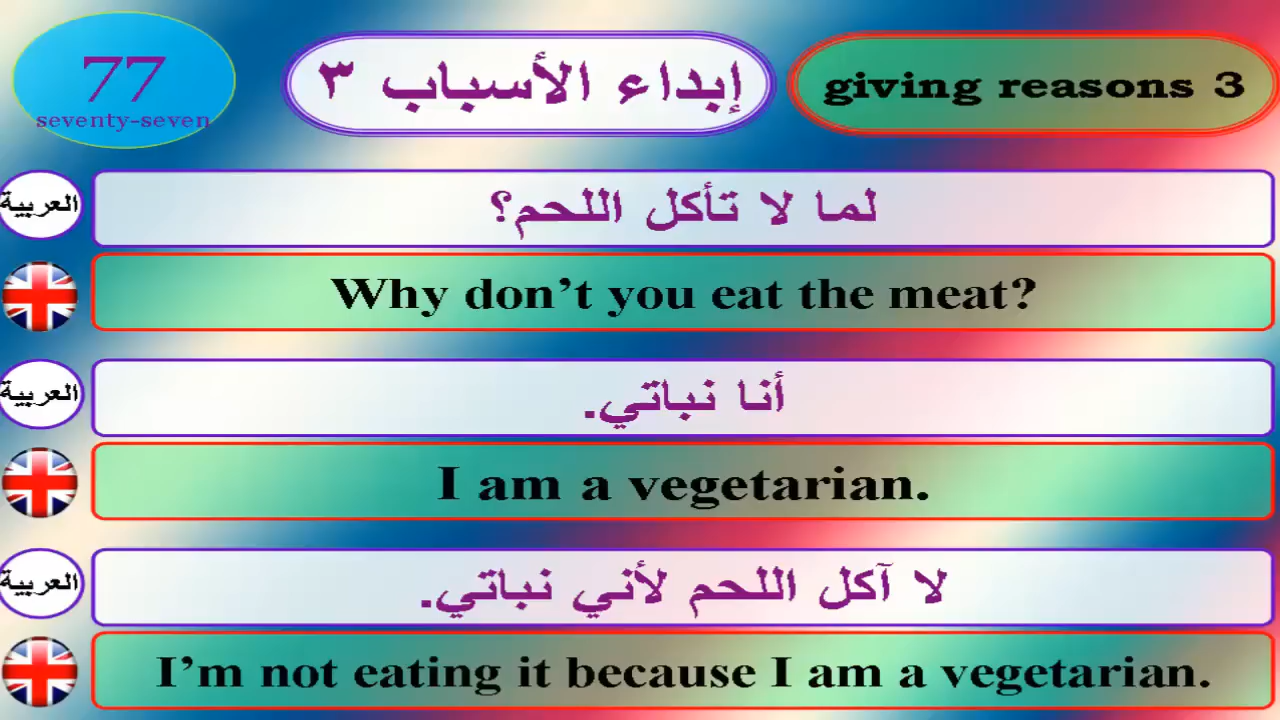 77
seventy-seven
إبداء الأسباب ٣
giving reasons 3
العربية
لما لا تأكل اللحم؟
Why don’t you eat the meat?
العربية
أنا نباتي.
I am a vegetarian.
العربية
لا آكل اللحم لأني نباتي.
I’m not eating it because I am a vegetarian.